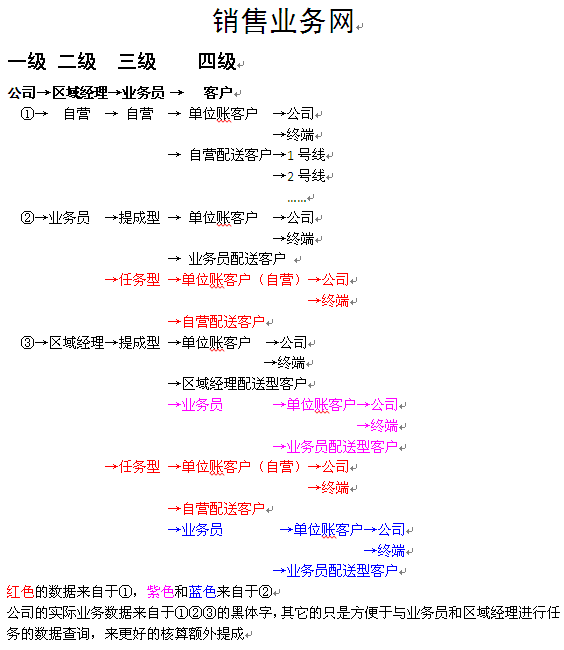 销售业务网
一级 二级 三级 四级
公司→区域经理→业务员 → 客户
①→ 自营 → 自营 → 单位账客户 →公司
→终端
→ 自营配送客户→1 号线
→2 号线
……
②→业务员 →提成型 → 单位账客户 →公司
→终端
→ 业务员配送客户
→任务型 →单位账客户（自营）→公司
→终端
→自营配送客户
③→区域经理→提成型 →单位账客户 →公司
→终端
→区域经理配送型客户
→业务员 →单位账客户→公司
→终端
→业务员配送型客户
→任务型 →单位账客户（自营）→公司
→终端
→自营配送客户
→业务员 →单位账客户→公司
→终端
→业务员配送型客户
红色的数据来自于①，紫色和蓝色来自于②
公司的实际业务数据来自于①②③的黑体字，其它的只是方便于与业务员和区域经理进行任
务的数据查询，来更好的核算额外提成